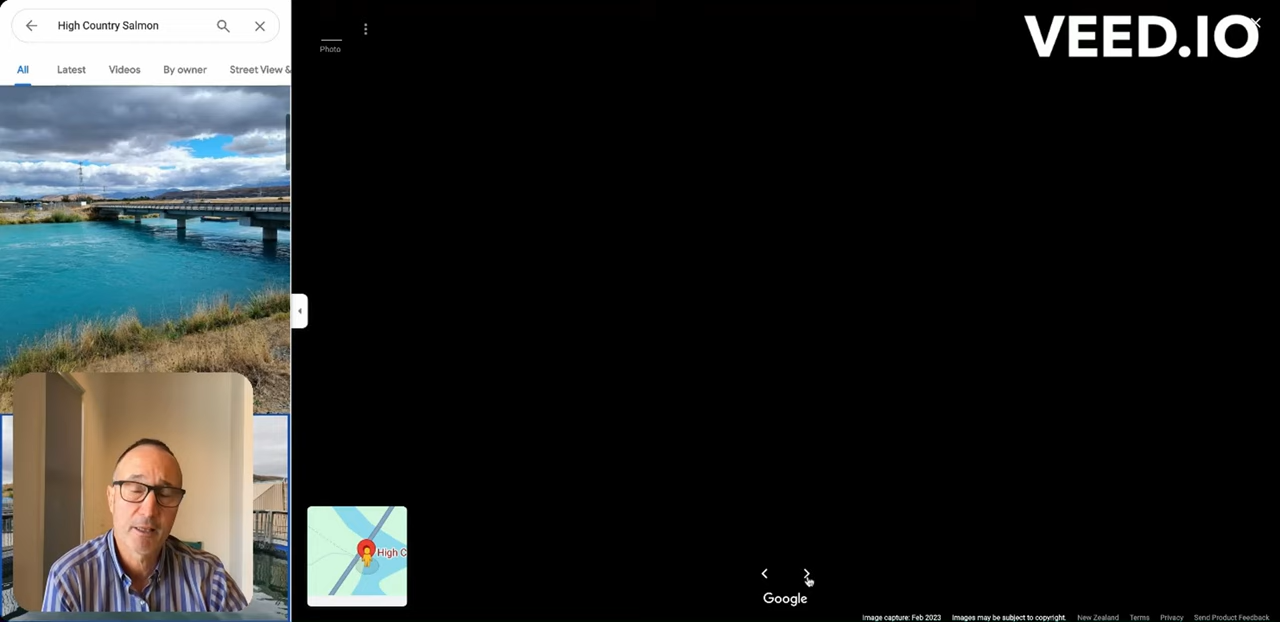 High Country Salmon
All Latest Videos By owner Street View &
Photo
VEED.IO
High C
Google
Image capture: Feb 2023 Images may be subject to copyright. New Zealand Terms Privacy Send Product Feedback